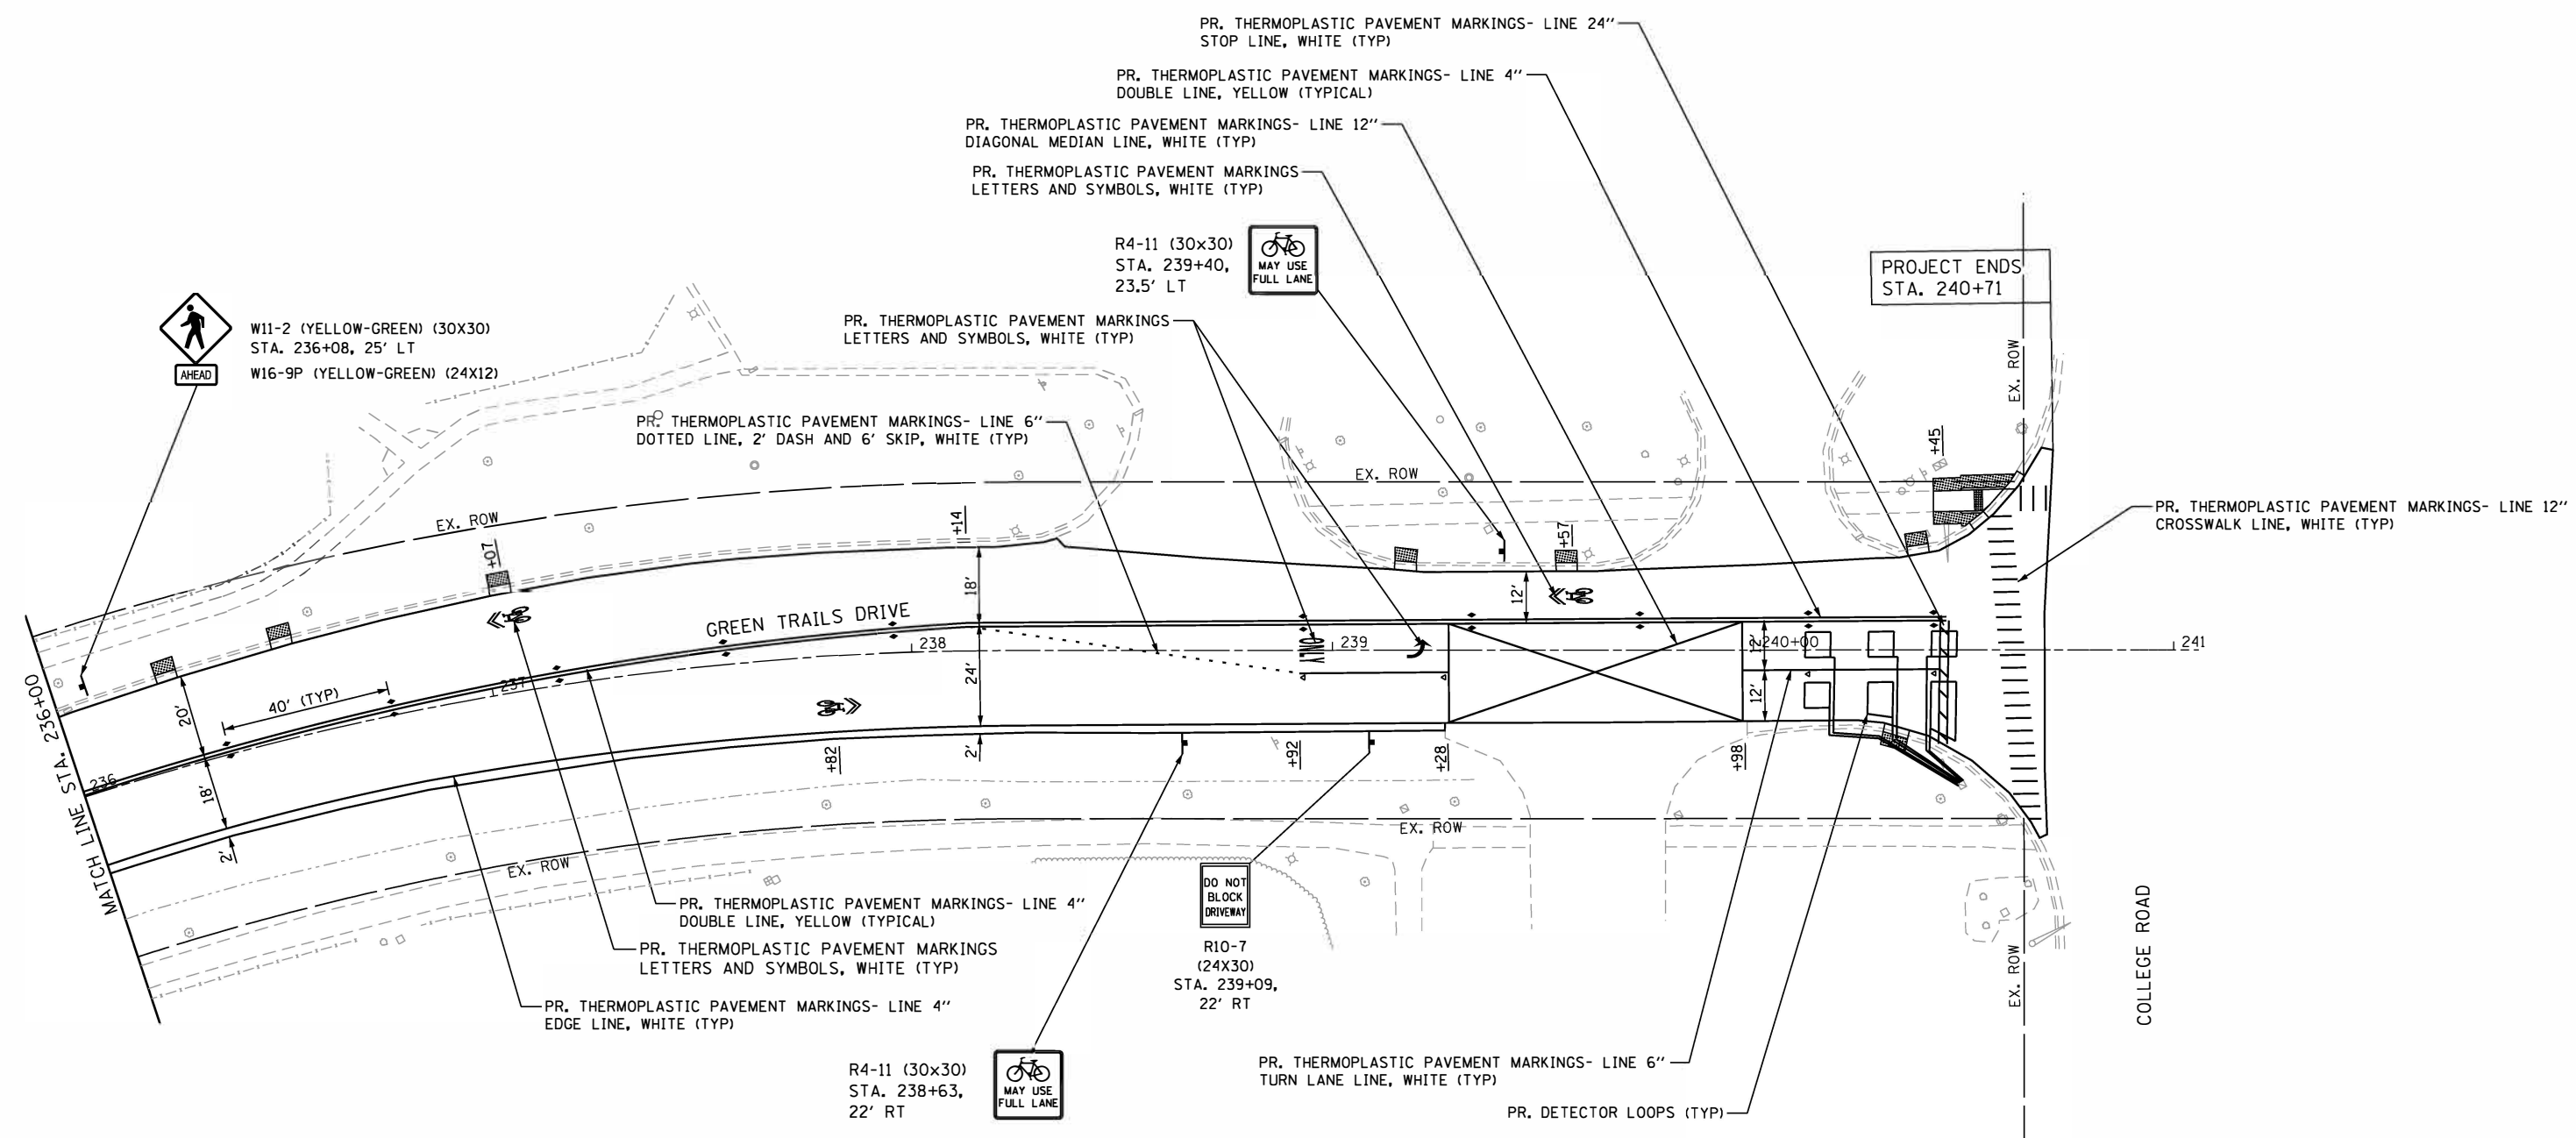 PR. THERMOPLASTIC PAVEMENT MARKINGS- LINE 24"
STOP LINE, WHITE (TYP)
PR. THERMOPLASTIC PAVEMENT MARKINGS- LINE 4"
DOUBLE LINE, YELLOW (TYPICAL)
PR. THERMOPLASTIC PAVEMENT MARKINGS- LINE 12"
DIAGONAL MEDIAN LINE, WHITE (TYP)
PR. THERMOPLASTIC PAVEMENT MARKINGS
LETTERS AND SYMBOLS, WHITE (TYP)
R4-11 (30x30)
STA. 239+40,
23.5' LT
MAY USE
FULL LANE
PROJECT ENDS
STA. 240+71
W11-2 (YELLOW-GREEN) (30X30)
STA. 236+08, 25' LT
AHEAD
W16-9P (YELLOW-GREEN) (24X12)
PR. THERMOPLASTIC PAVEMENT MARKINGS
LETTERS AND SYMBOLS, WHITE (TYP)
PR. THERMOPLASTIC PAVEMENT MARKINGS- LINE 6"
DOTTED LINE, 2' DASH AND 6' SKIP, WHITE (TYP)
EX. ROW
EX. ROW
EX. ROW
+45
PR. THERMOPLASTIC PAVEMENT MARKINGS- LINE 12"
CROSSWALK LINE, WHITE (TYP)
+07
+14
+57
18'
12'
GREEN TRAILS DRIVE
ONLY
238
239
240+00
241
12'
24'
12'
237
236
20'
40' (TYP)
18'
2'
2'
MATCH LINE STA. 236+00
+82
+92
+28
+98
EX. ROW
EX. ROW
EX. ROW
DO NOT
BLOCK
DRIVEWAY
R10-7
(24X30)
STA. 239+09,
22' RT
PR. THERMOPLASTIC PAVEMENT MARKINGS- LINE 4"
DOUBLE LINE, YELLOW (TYPICAL)
PR. THERMOPLASTIC PAVEMENT MARKINGS
LETTERS AND SYMBOLS, WHITE (TYP)
PR. THERMOPLASTIC PAVEMENT MARKINGS- LINE 4"
EDGE LINE, WHITE (TYP)
R4-11 (30x30)
STA. 238+63,
22' RT
MAY USE
FULL LANE
PR. THERMOPLASTIC PAVEMENT MARKINGS- LINE 6"
TURN LANE LINE, WHITE (TYP)
PR. DETECTOR LOOPS (TYP)
COLLEGE ROAD